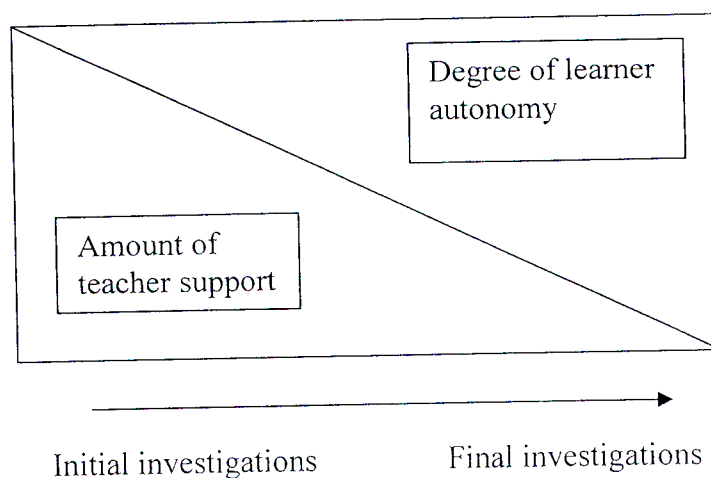 Degree of learner
autonomy
Amount of
teacher support
Initial investigations
Final investigations